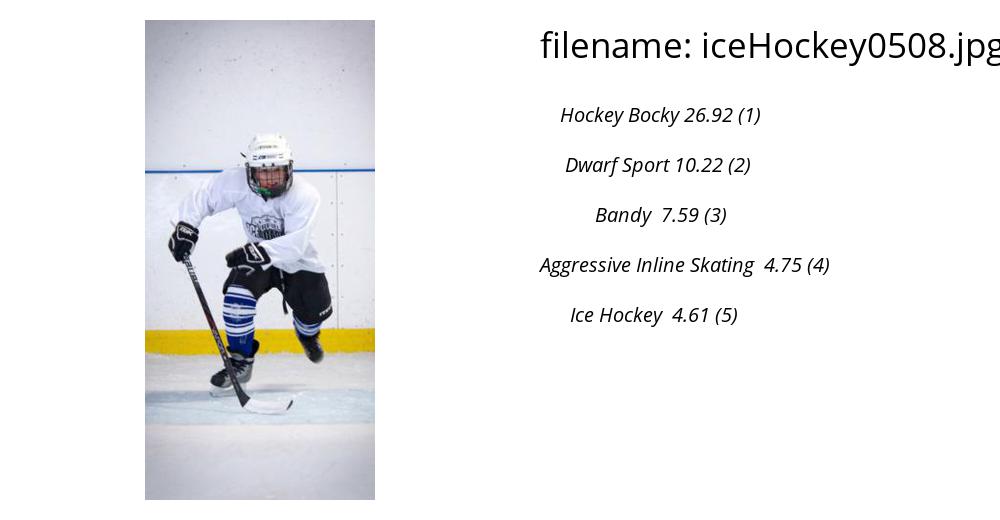 filename: iceHockey0508.jpg
Hockey Bocky 26.92 (1)
Dwarf Sport 10.22 (2)
Bandy 7.59 (3)
Aggressive Inline Skating 4.75 (4)
Ice Hockey 4.61 (5)